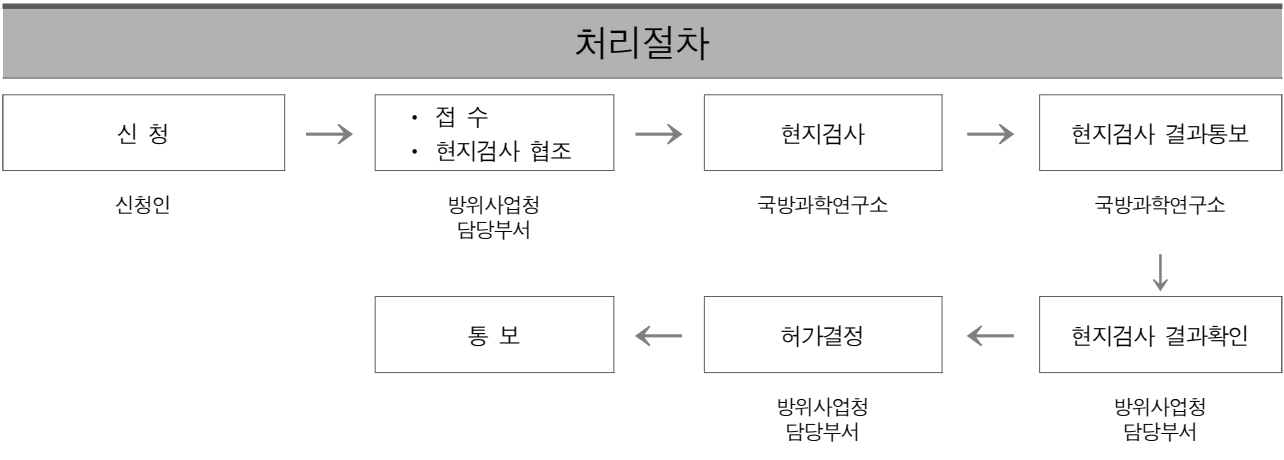 처리절차
신 청
신청인
· 접 수
· 현지검사 협조
방위사업청
담당부서
현지검사
국방과학연구소
현지검사 결과통보
국방과학연구소
현지검사 결과확인
방위사업청
담당부서
허가결정
방위사업청
담당부서
통 보